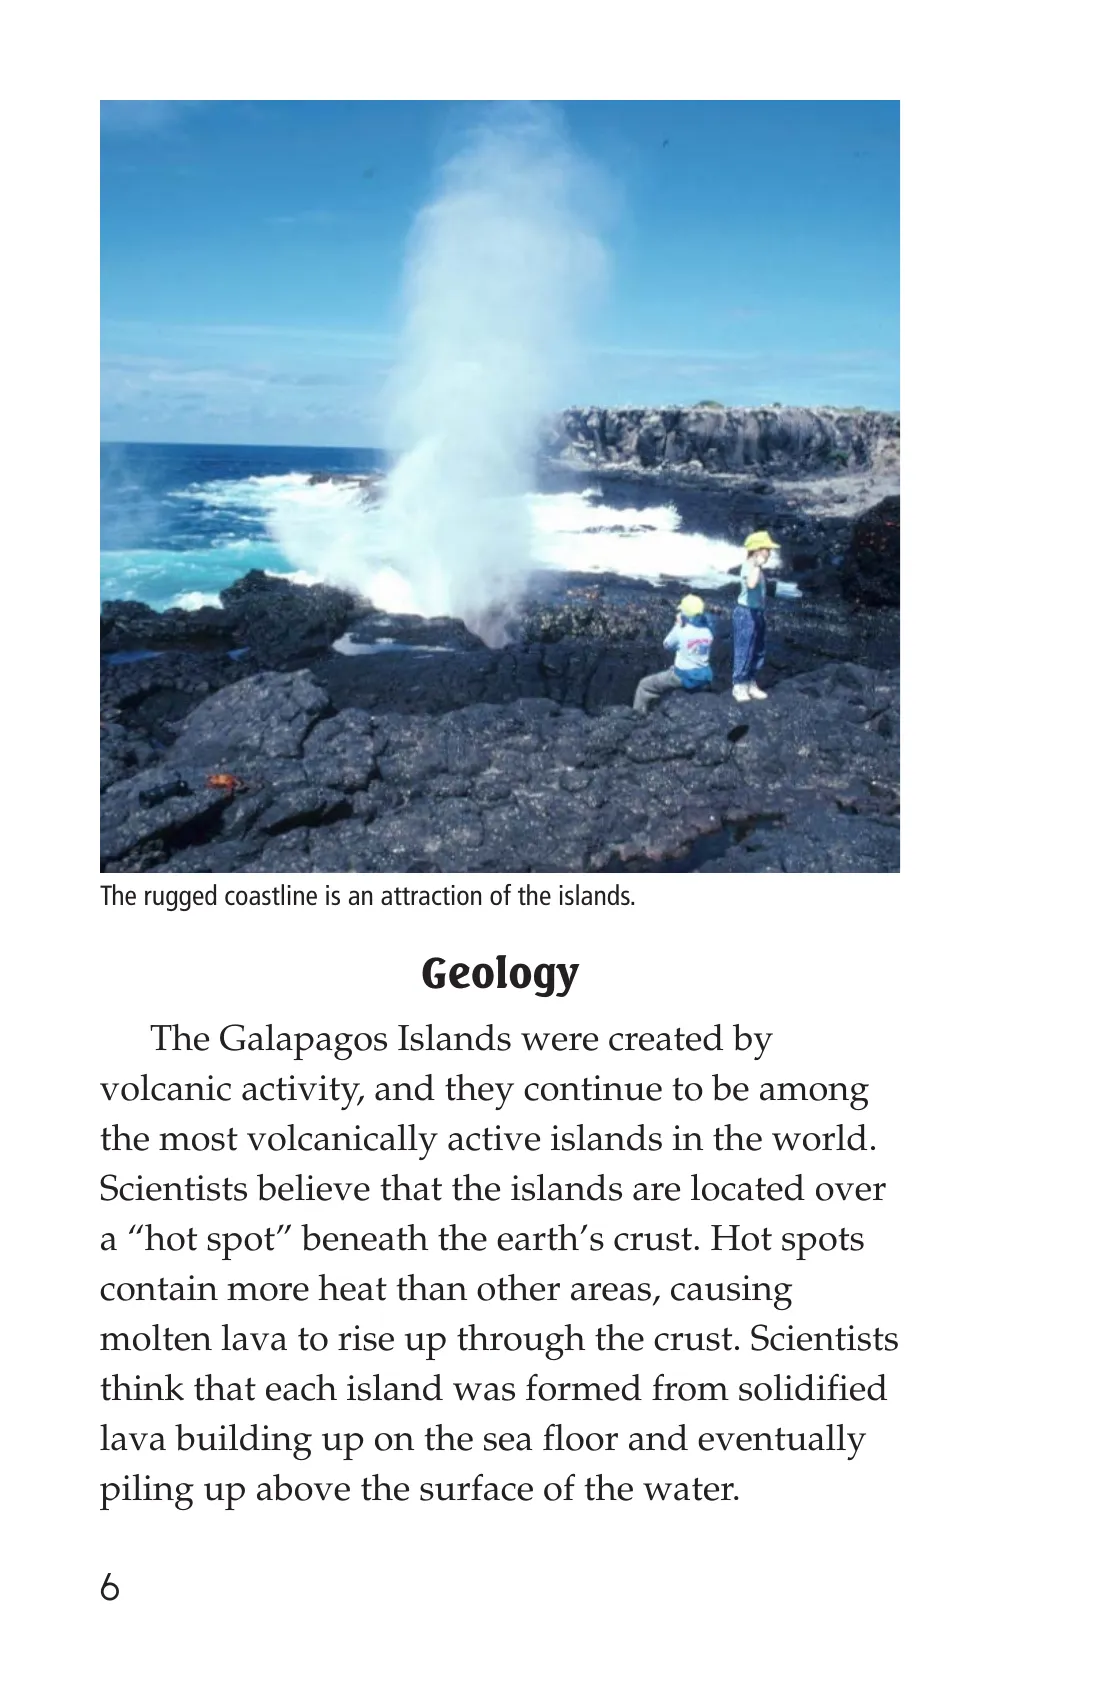 The rugged coastline is an attraction of the islands.
Geology
The Galapagos Islands were created by
volcanic activity, and they continue to be among
the most volcanically active islands in the world.
Scientists believe that the islands are located over
a “hot spot” beneath the earth’s crust. Hot spots
contain more heat than other areas, causing
molten lava to rise up through the crust. Scientists
think that each island was formed from solidified
lava building up on the sea floor and eventually
piling up above the surface of the water.
6